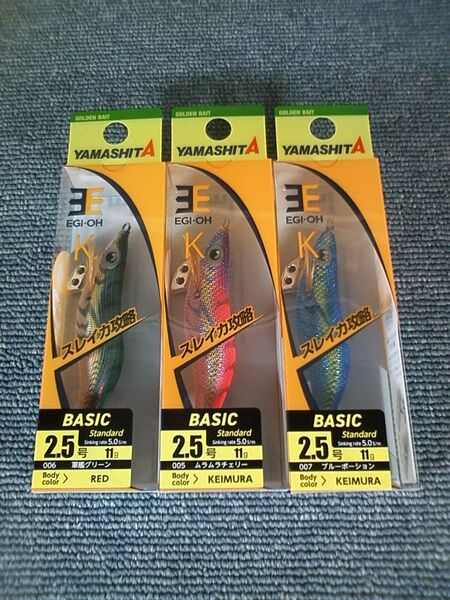 GOLDEN BAIT
YAMASHITA
EGI-OH
K
スレイカ攻略
BASIC
Standard
2.5号
Sinking rate 5.0s/m
11g
006 軍艦グリーン
Body color > RED
GOLDEN BAIT
YAMASHITA
EGI-OH
K
スレイカ攻略
BASIC
Standard
2.5号
Sinking rate 5.0s/m
11g
005 ムラムラチェリー
Body color > KEIMURA
GOLDEN BAIT
YAMASHITA
EGI-OH
K
スレイカ攻略
BASIC
Standard
2.5号
Sinking rate 5.0s/m
11g
007 ブルーポーション
Body color > KEIMURA